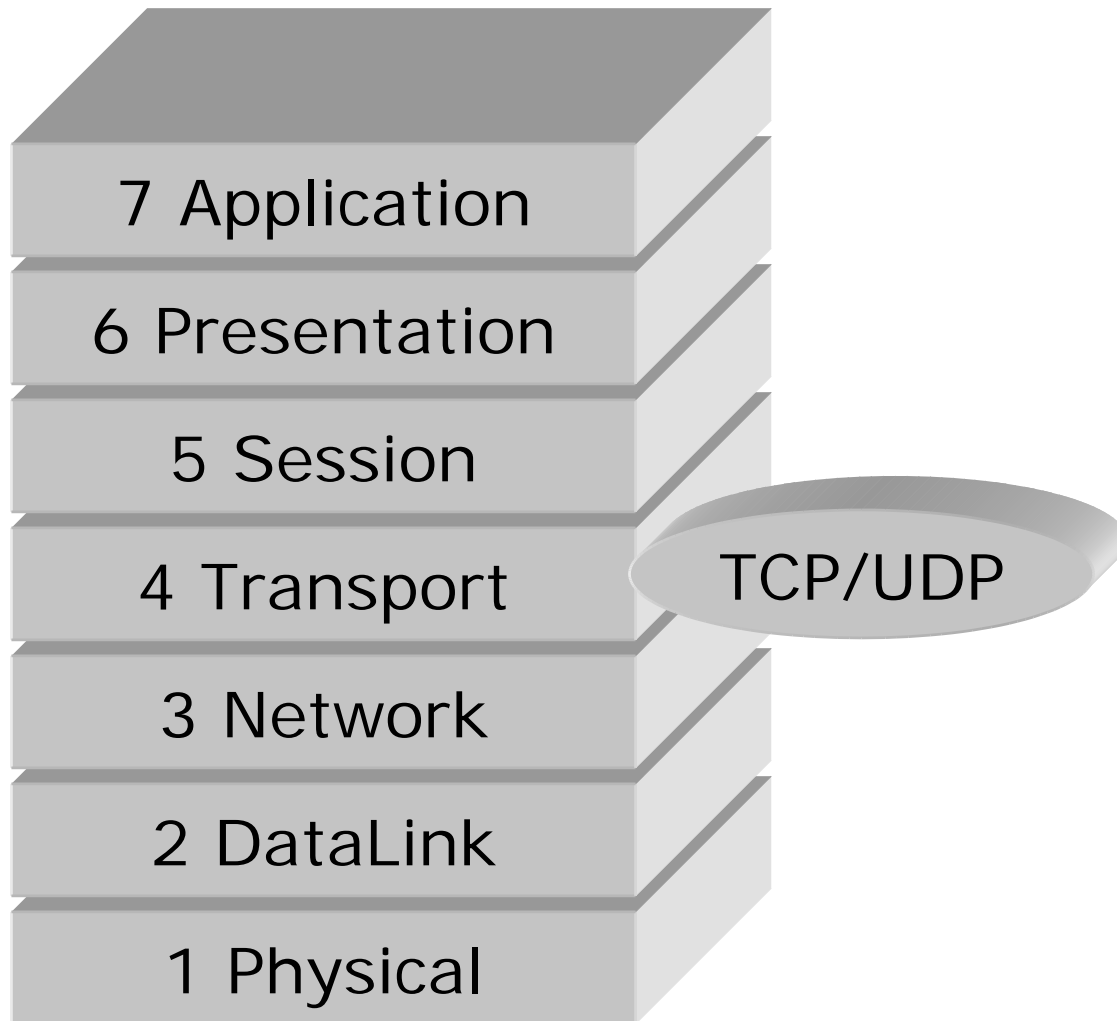 7 Application
6 Presentation
5 Session
4 Transport
TCP/UDP
3 Network
2 DataLink
1 Physical